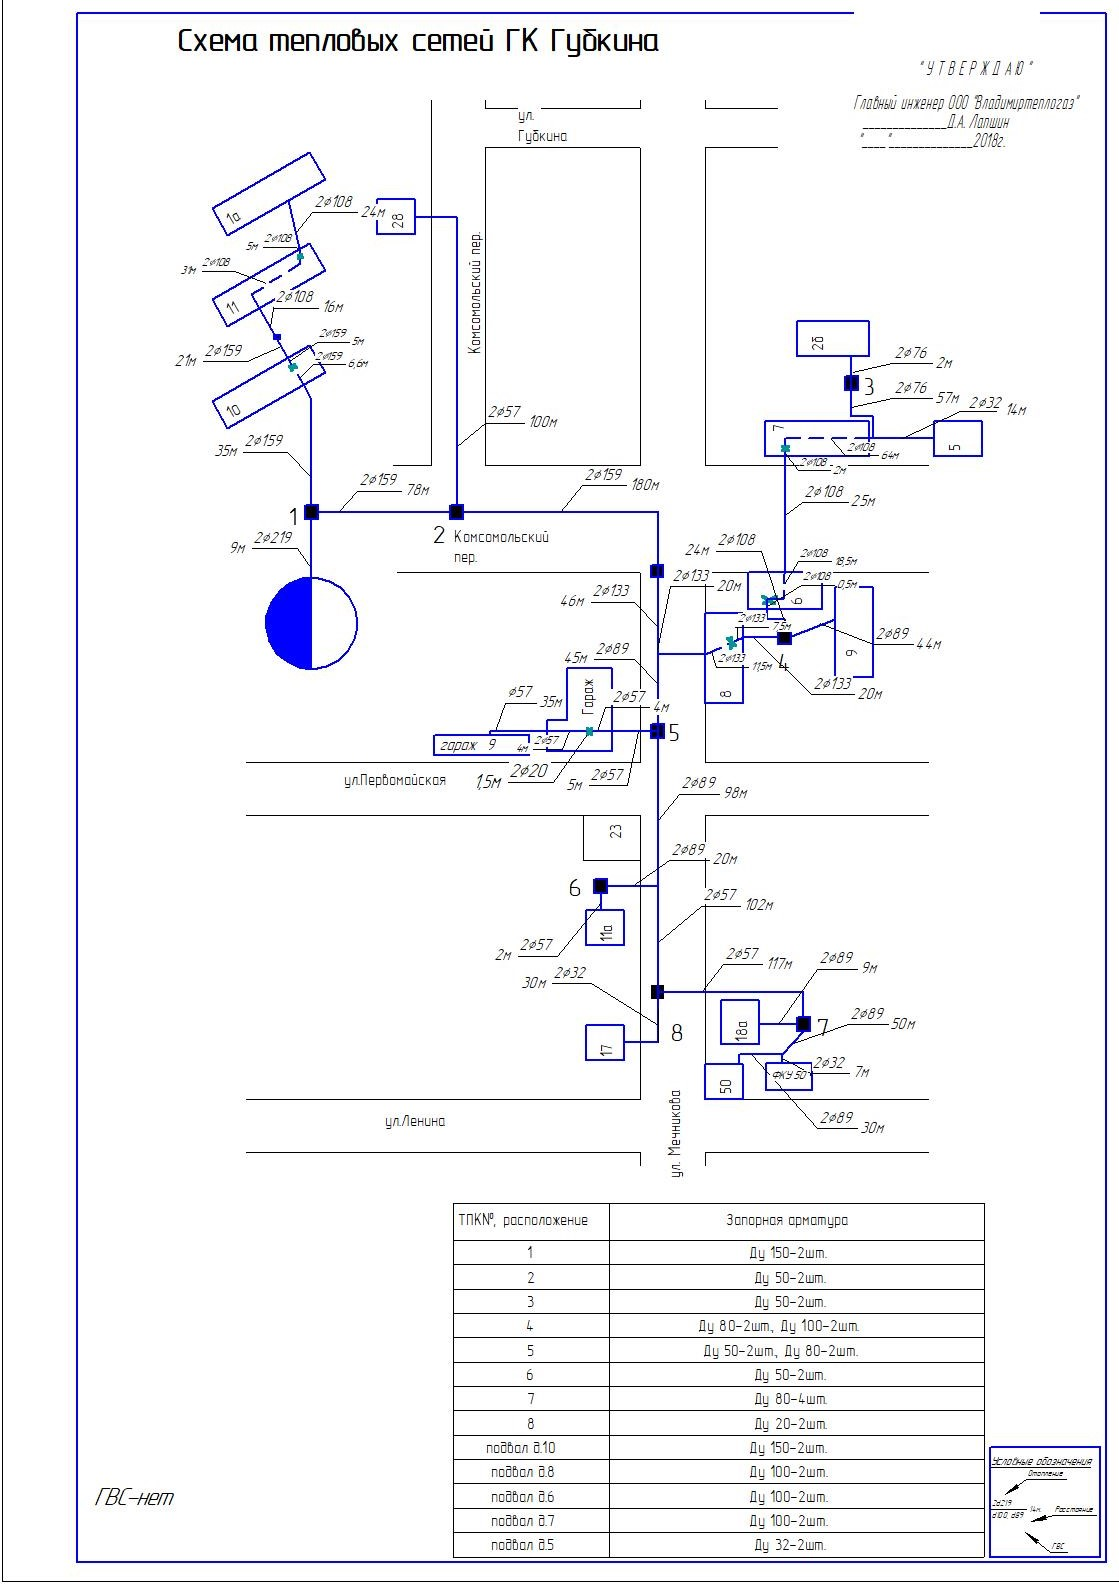 Схема тепловых сетей ГК Губкина
"УТВЕРЖДАЮ"
Главный инженер ООО "Владимиртеплогаз"
______________Д.А. Лапшин
"____"______________2018г.
ул.
Губкина
1а
2ф108 24м
28
2ф108
5м
2ф108
31м
11
2ф108 16м
2ф159
21м
2ф159
5м
2ф159
6,6м
10
Комсомольский пер.
2б
2ф76
2м
3
2ф76
57м
2ф32
14м
7
5
2ф108
64м
2ф108
2м
2ф57
100м
2ф159
35м
2ф159
78м
2ф159
180м
2ф108
25м
1
2
Комсомольский
пер.
2ф219
9м
2ф108
24м
2ф108
18,5м
2ф133
20м
2ф108
0,5м
6
2ф133
46м
2ф133
7,5м
2ф89
44м
9
4
2ф133
11,5м
2ф133
20м
8
2ф89
45м
Гараж
ф57
35м
2ф57
4м
5
гараж 9
2ф57
4м
2ф20
1,5м
2ф57
5м
ул.Первомайская
2ф89
98м
23
2ф89
20м
6
2ф57
102м
11а
2ф57
2м
2ф32
30м
2ф57
117м
2ф89
9м
8
17
18а
7
2ф89
50м
2ф32
7м
50
ФКУ 50
2ф89
30м
ул.Ленина
ул. Мечникова
ТПК№, расположение Запорная арматура
1 Ду 150-2шт.
2 Ду 50-2шт.
3 Ду 50-2шт.
4 Ду 80-2шт, Ду 100-2шт.
5 Ду 50-2шт, Ду 80-2шт.
6 Ду 50-2шт.
7 Ду 80-4шт.
8 Ду 20-2шт.
подвал д.10 Ду 150-2шт.
подвал д.8 Ду 100-2шт.
подвал д.6 Ду 100-2шт.
подвал д.7 Ду 100-2шт.
подвал д.5 Ду 32-2шт.
ГВС-нет
Условные обозначения
Отопление
2d219
14м.
Расстояние
d100, d89
ГВС